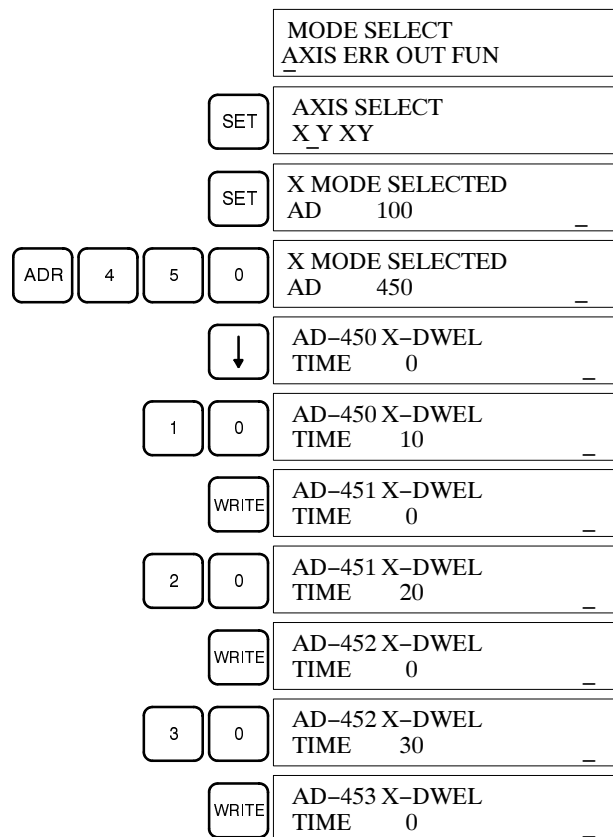 MODE SELECT
AXIS ERR OUT FUN
SET
AXIS SELECT
X Y XY
SET
X MODE SELECTED
AD 100
ADR 4 5 0
X MODE SELECTED
AD 450
↓
AD−450 X−DWEL
TIME 0
1 0
AD−450 X−DWEL
TIME 10
WRITE
AD−451 X−DWEL
TIME 0
2 0
AD−451 X−DWEL
TIME 20
WRITE
AD−452 X−DWEL
TIME 0
3 0
AD−452 X−DWEL
TIME 30
WRITE
AD−453 X−DWEL
TIME 0